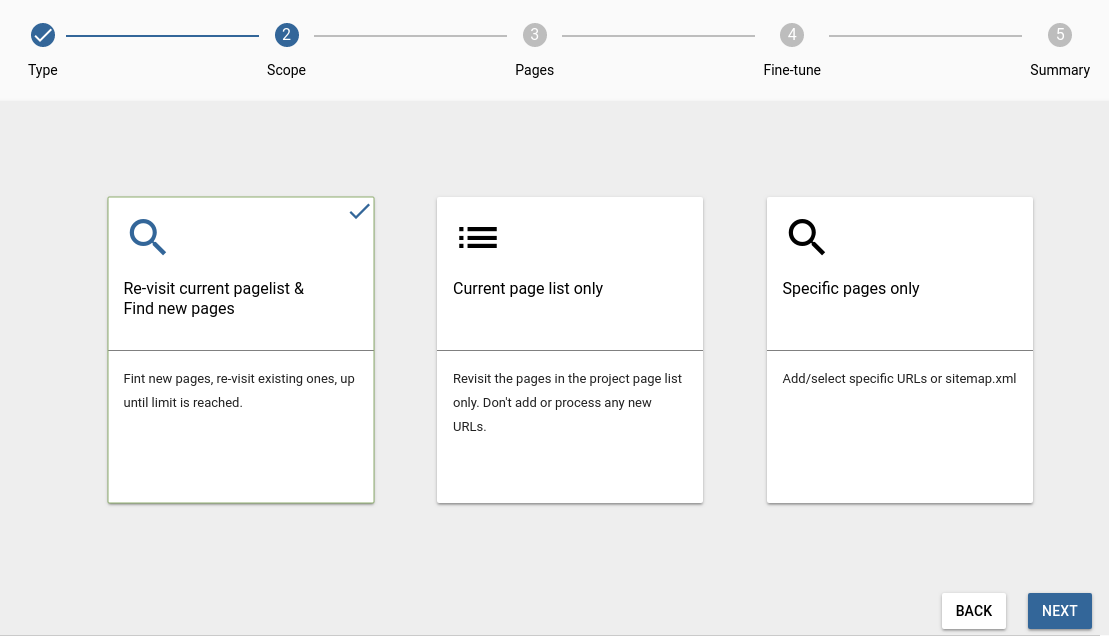 2
3
4
5
Type
Scope
Pages
Fine-tune
Summary
Re-visit current pagelist &
Find new pages
Fint new pages, re-visit existing ones, up
until limit is reached.
Current page list only
Revisit the pages in the project page list
only. Don't add or process any new
URLs.
Specific pages only
Add/select specific URLs or sitemap.xml
BACK
NEXT